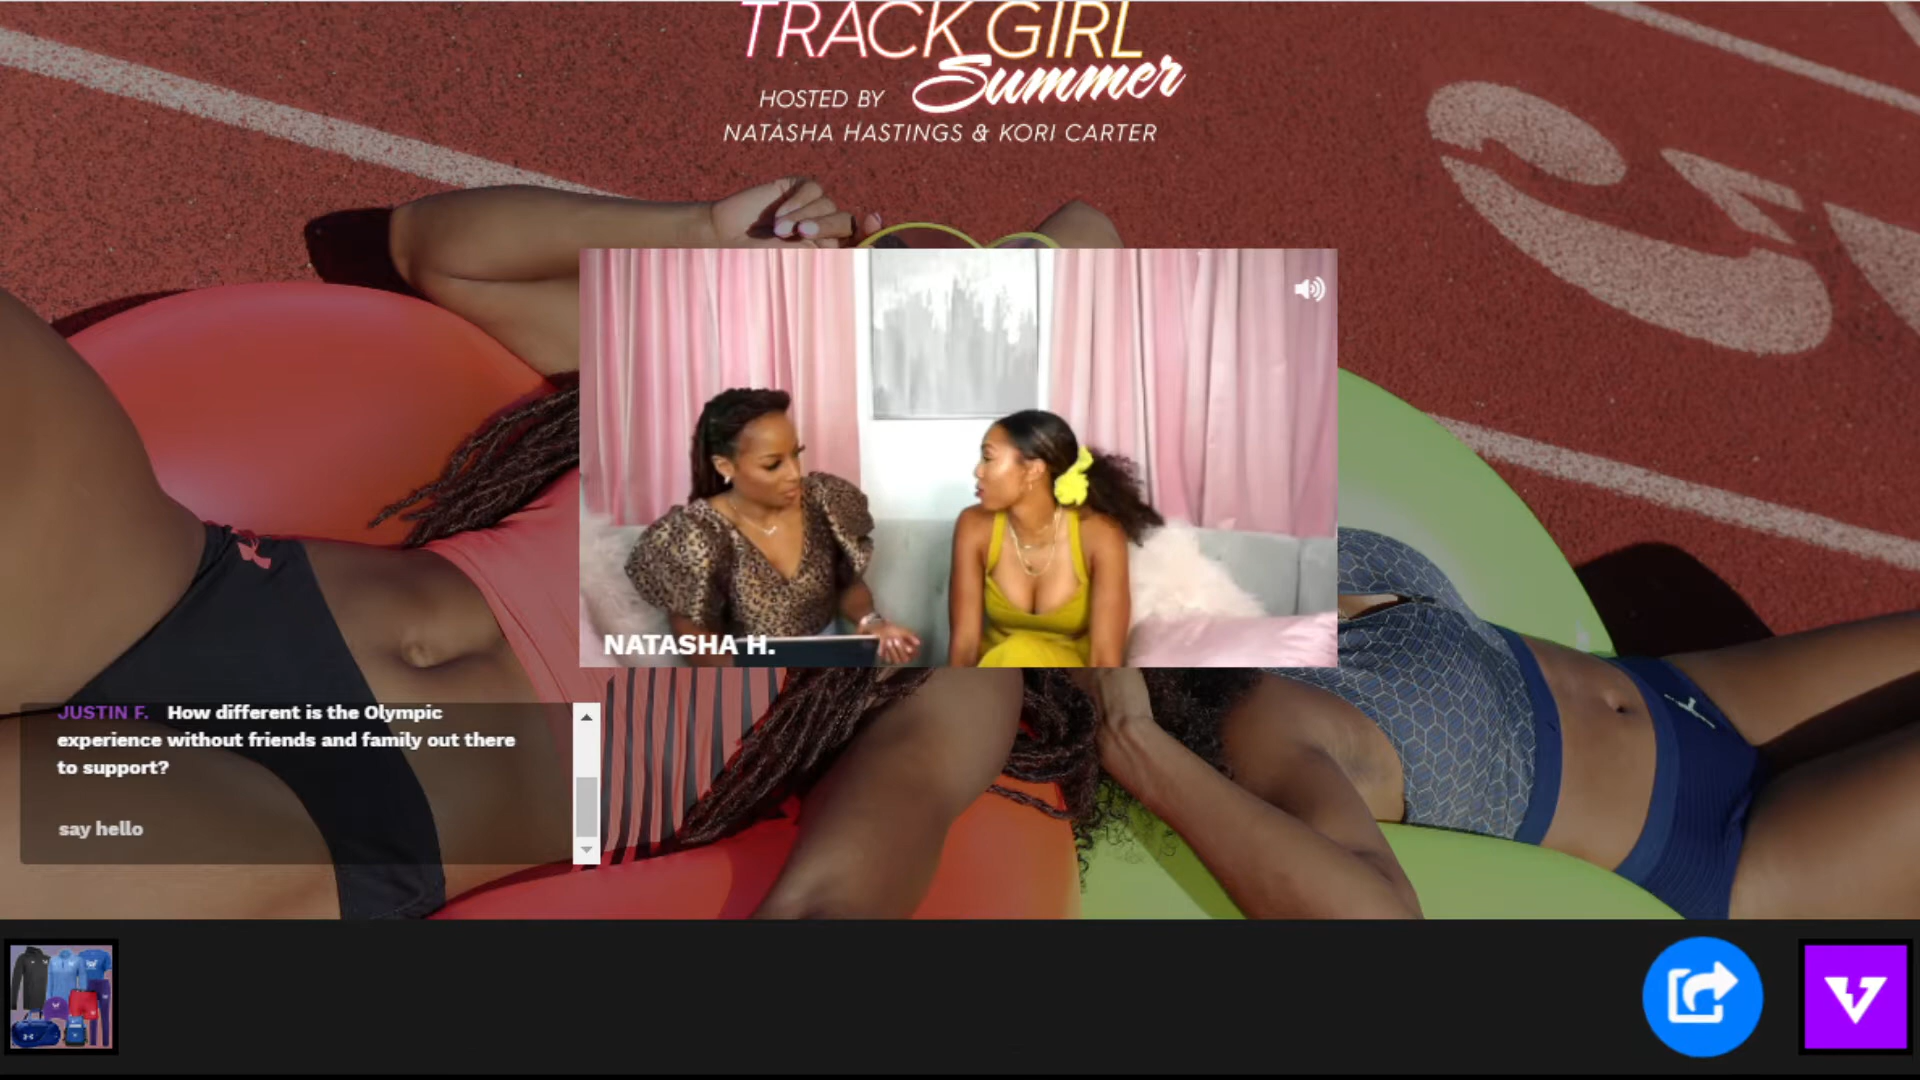 TRACK GIRL
Summer
HOSTED BY
NATASHA HASTINGS & KORI CARTER
NATASHA H.
JUSTIN F. How different is the Olympic
experience without friends and family out there
to support?
say hello